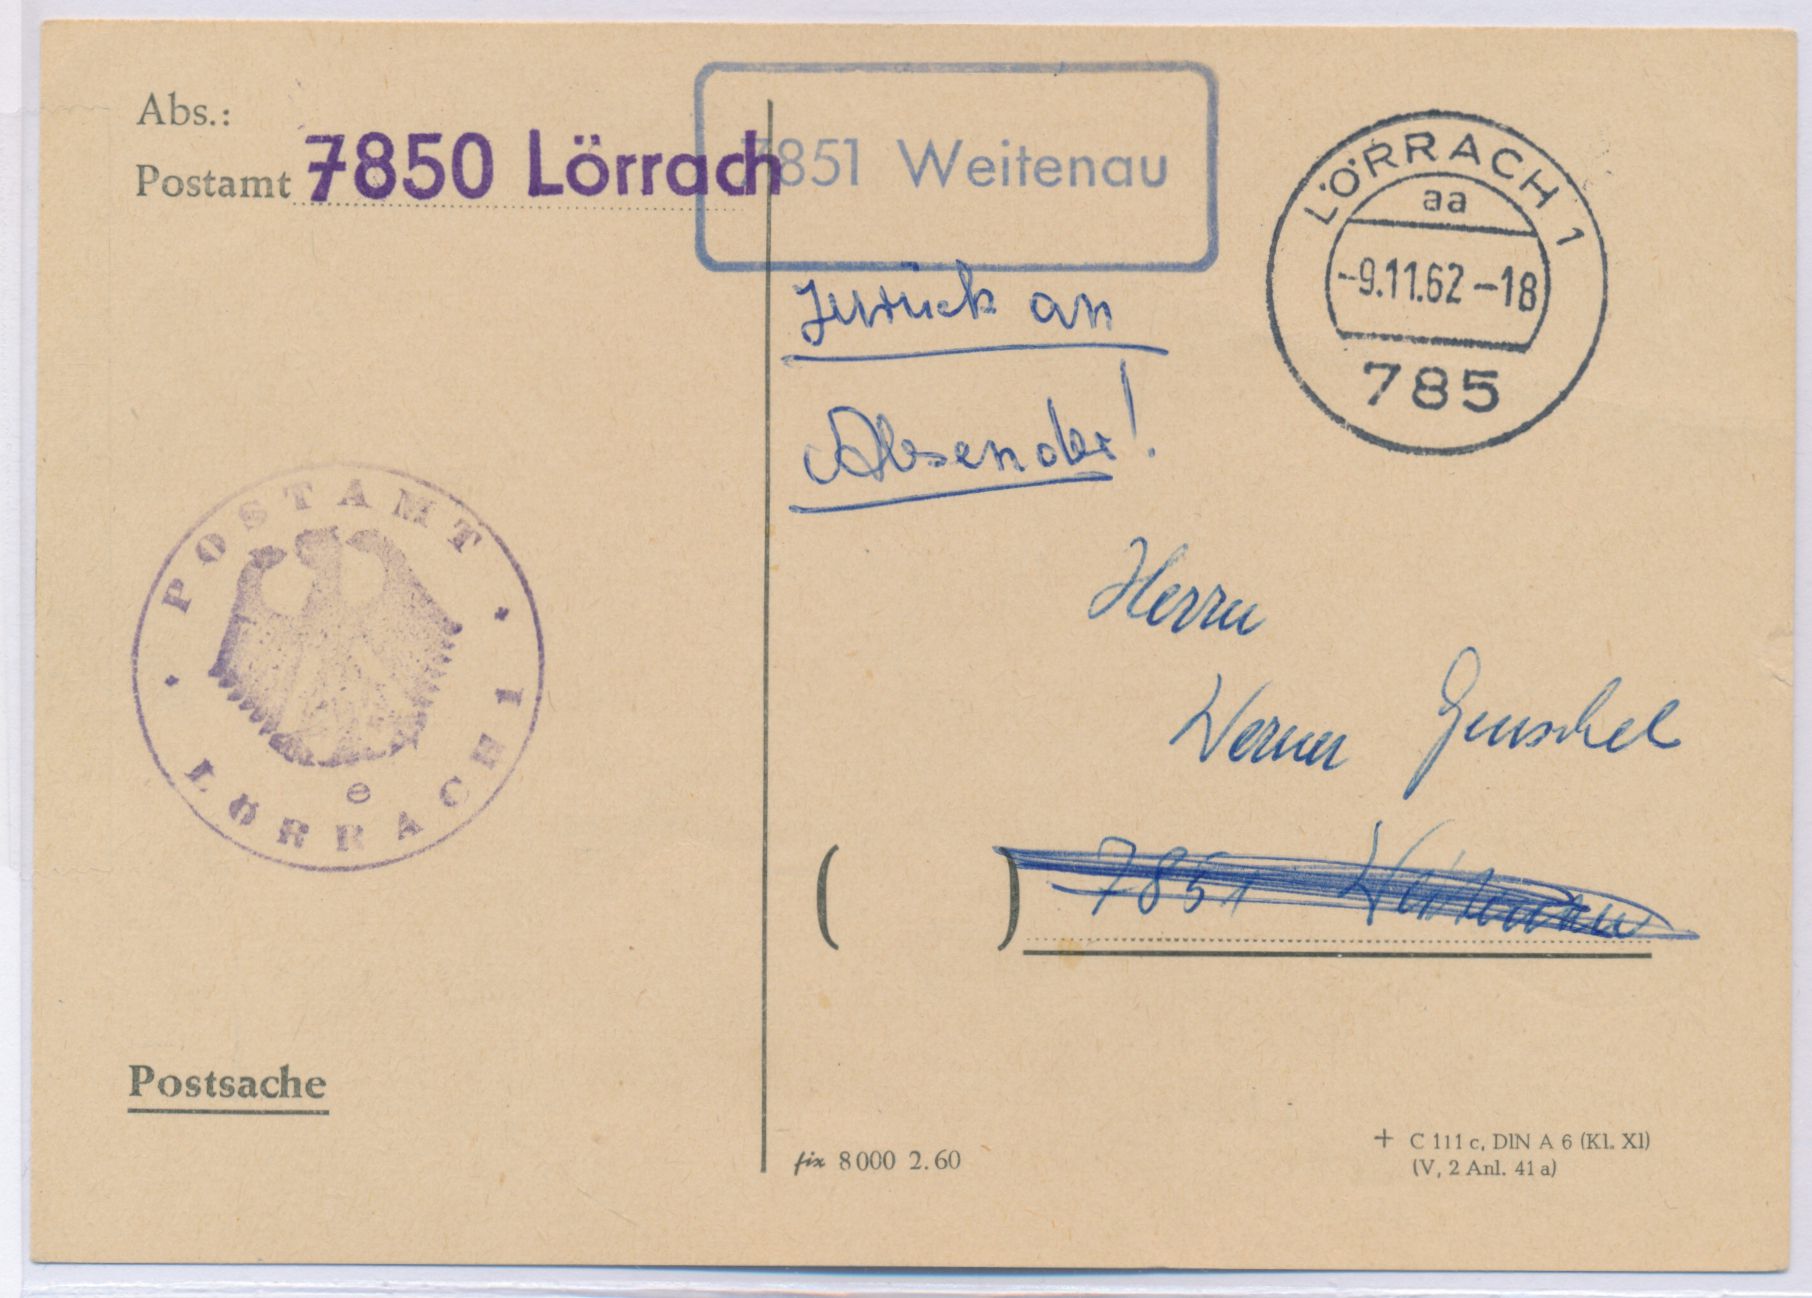 Abs.:
Postamt 7850 Lörrach
7851 Weitenau
LÖRRACH 1
aa
--9.11.62--18
785
Zurück an
Absender!
POSTAMT
LÖRRACH 1
e
Herrn
Werner
( ) 7851 Weitenau
Postsache
fix 8000 2.60
+ C 111 c, DIN A 6 (Kl. XI)
(V, 2 Anl. 41 a)